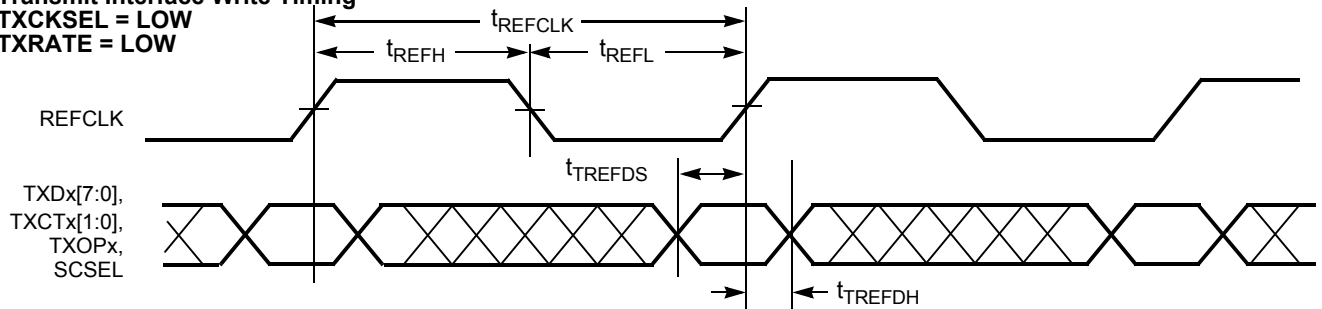 Transmit Interface Write Timing
TXCKSEL = LOW
TXRATE = LOW
tREFCLK
tREFH
tREFL
REFCLK
tTREFDS
TXDx[7:0],
TXCTx[1:0],
TXOPx,
SCSEL
tTREFDH